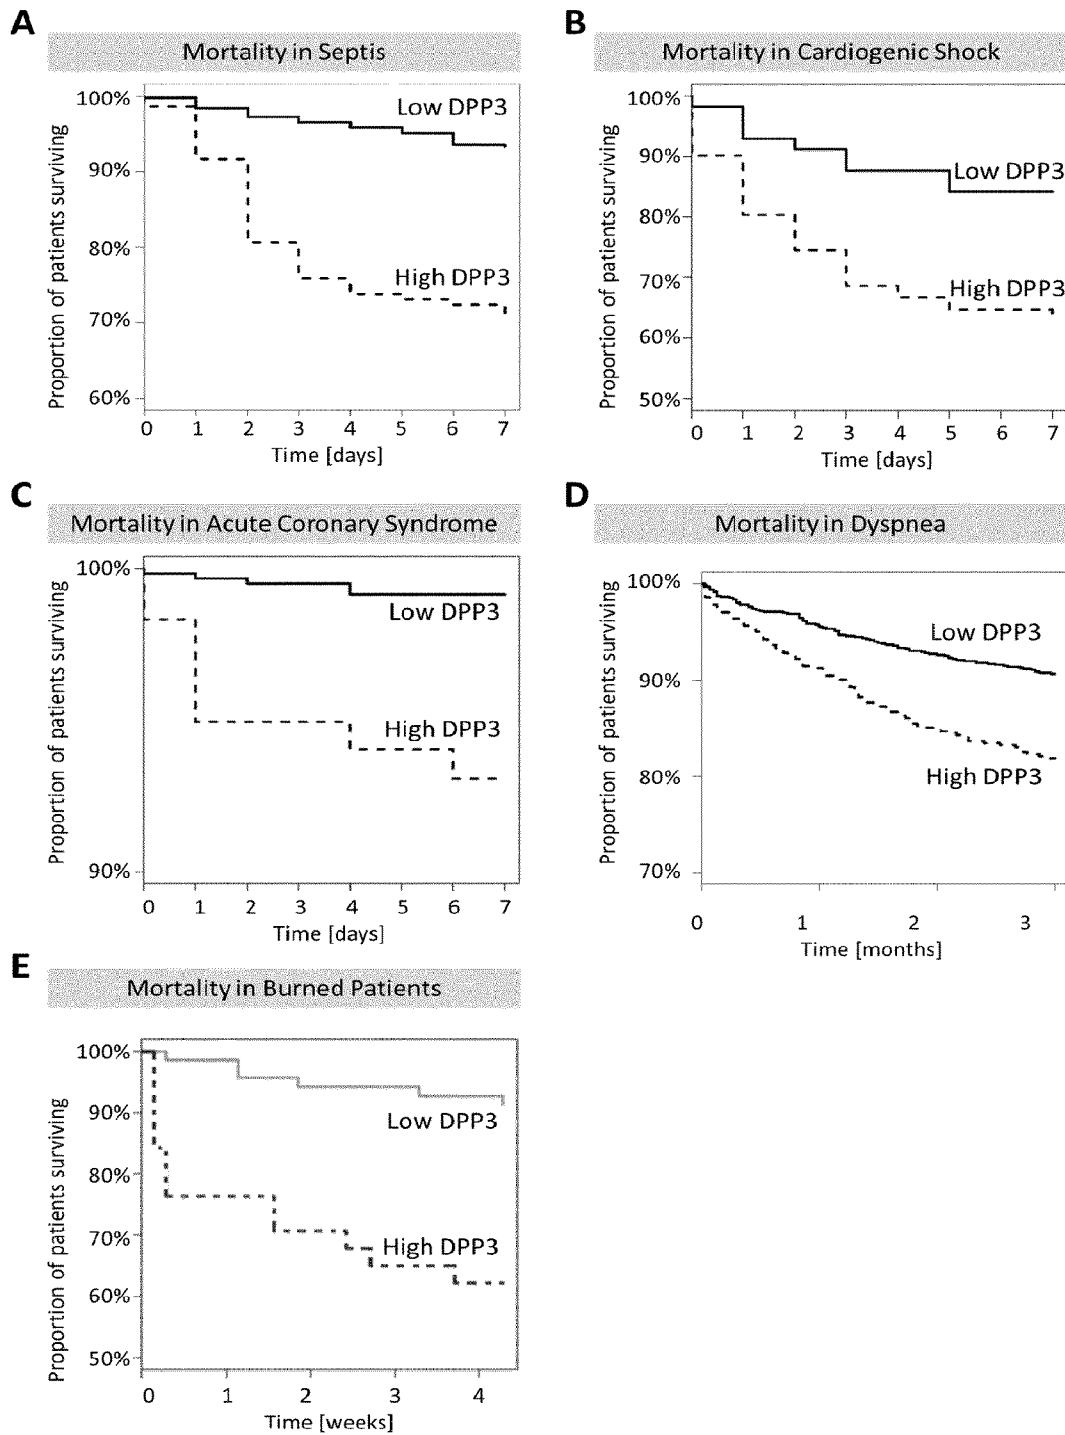 A
Mortality in Septis
Proportion of patients surviving
100%
90%
80%
70%
60%
Low DPP3
High DPP3
0 1 2 3 4 5 6 7
Time [days]
B
Mortality in Cardiogenic Shock
Proportion of patients surviving
100%
90%
80%
70%
60%
50%
Low DPP3
High DPP3
0 1 2 3 4 5 6 7
Time [days]
C
Mortality in Acute Coronary Syndrome
Proportion of patients surviving
100%
90%
Low DPP3
High DPP3
0 1 2 3 4 5 6 7
Time [days]
D
Mortality in Dyspnea
Proportion of patients surviving
100%
90%
80%
70%
Low DPP3
High DPP3
0 1 2 3
Time [months]
E
Mortality in Burned Patients
Proportion of patients surviving
100%
90%
80%
70%
60%
50%
Low DPP3
High DPP3
0 1 2 3 4
Time [weeks]